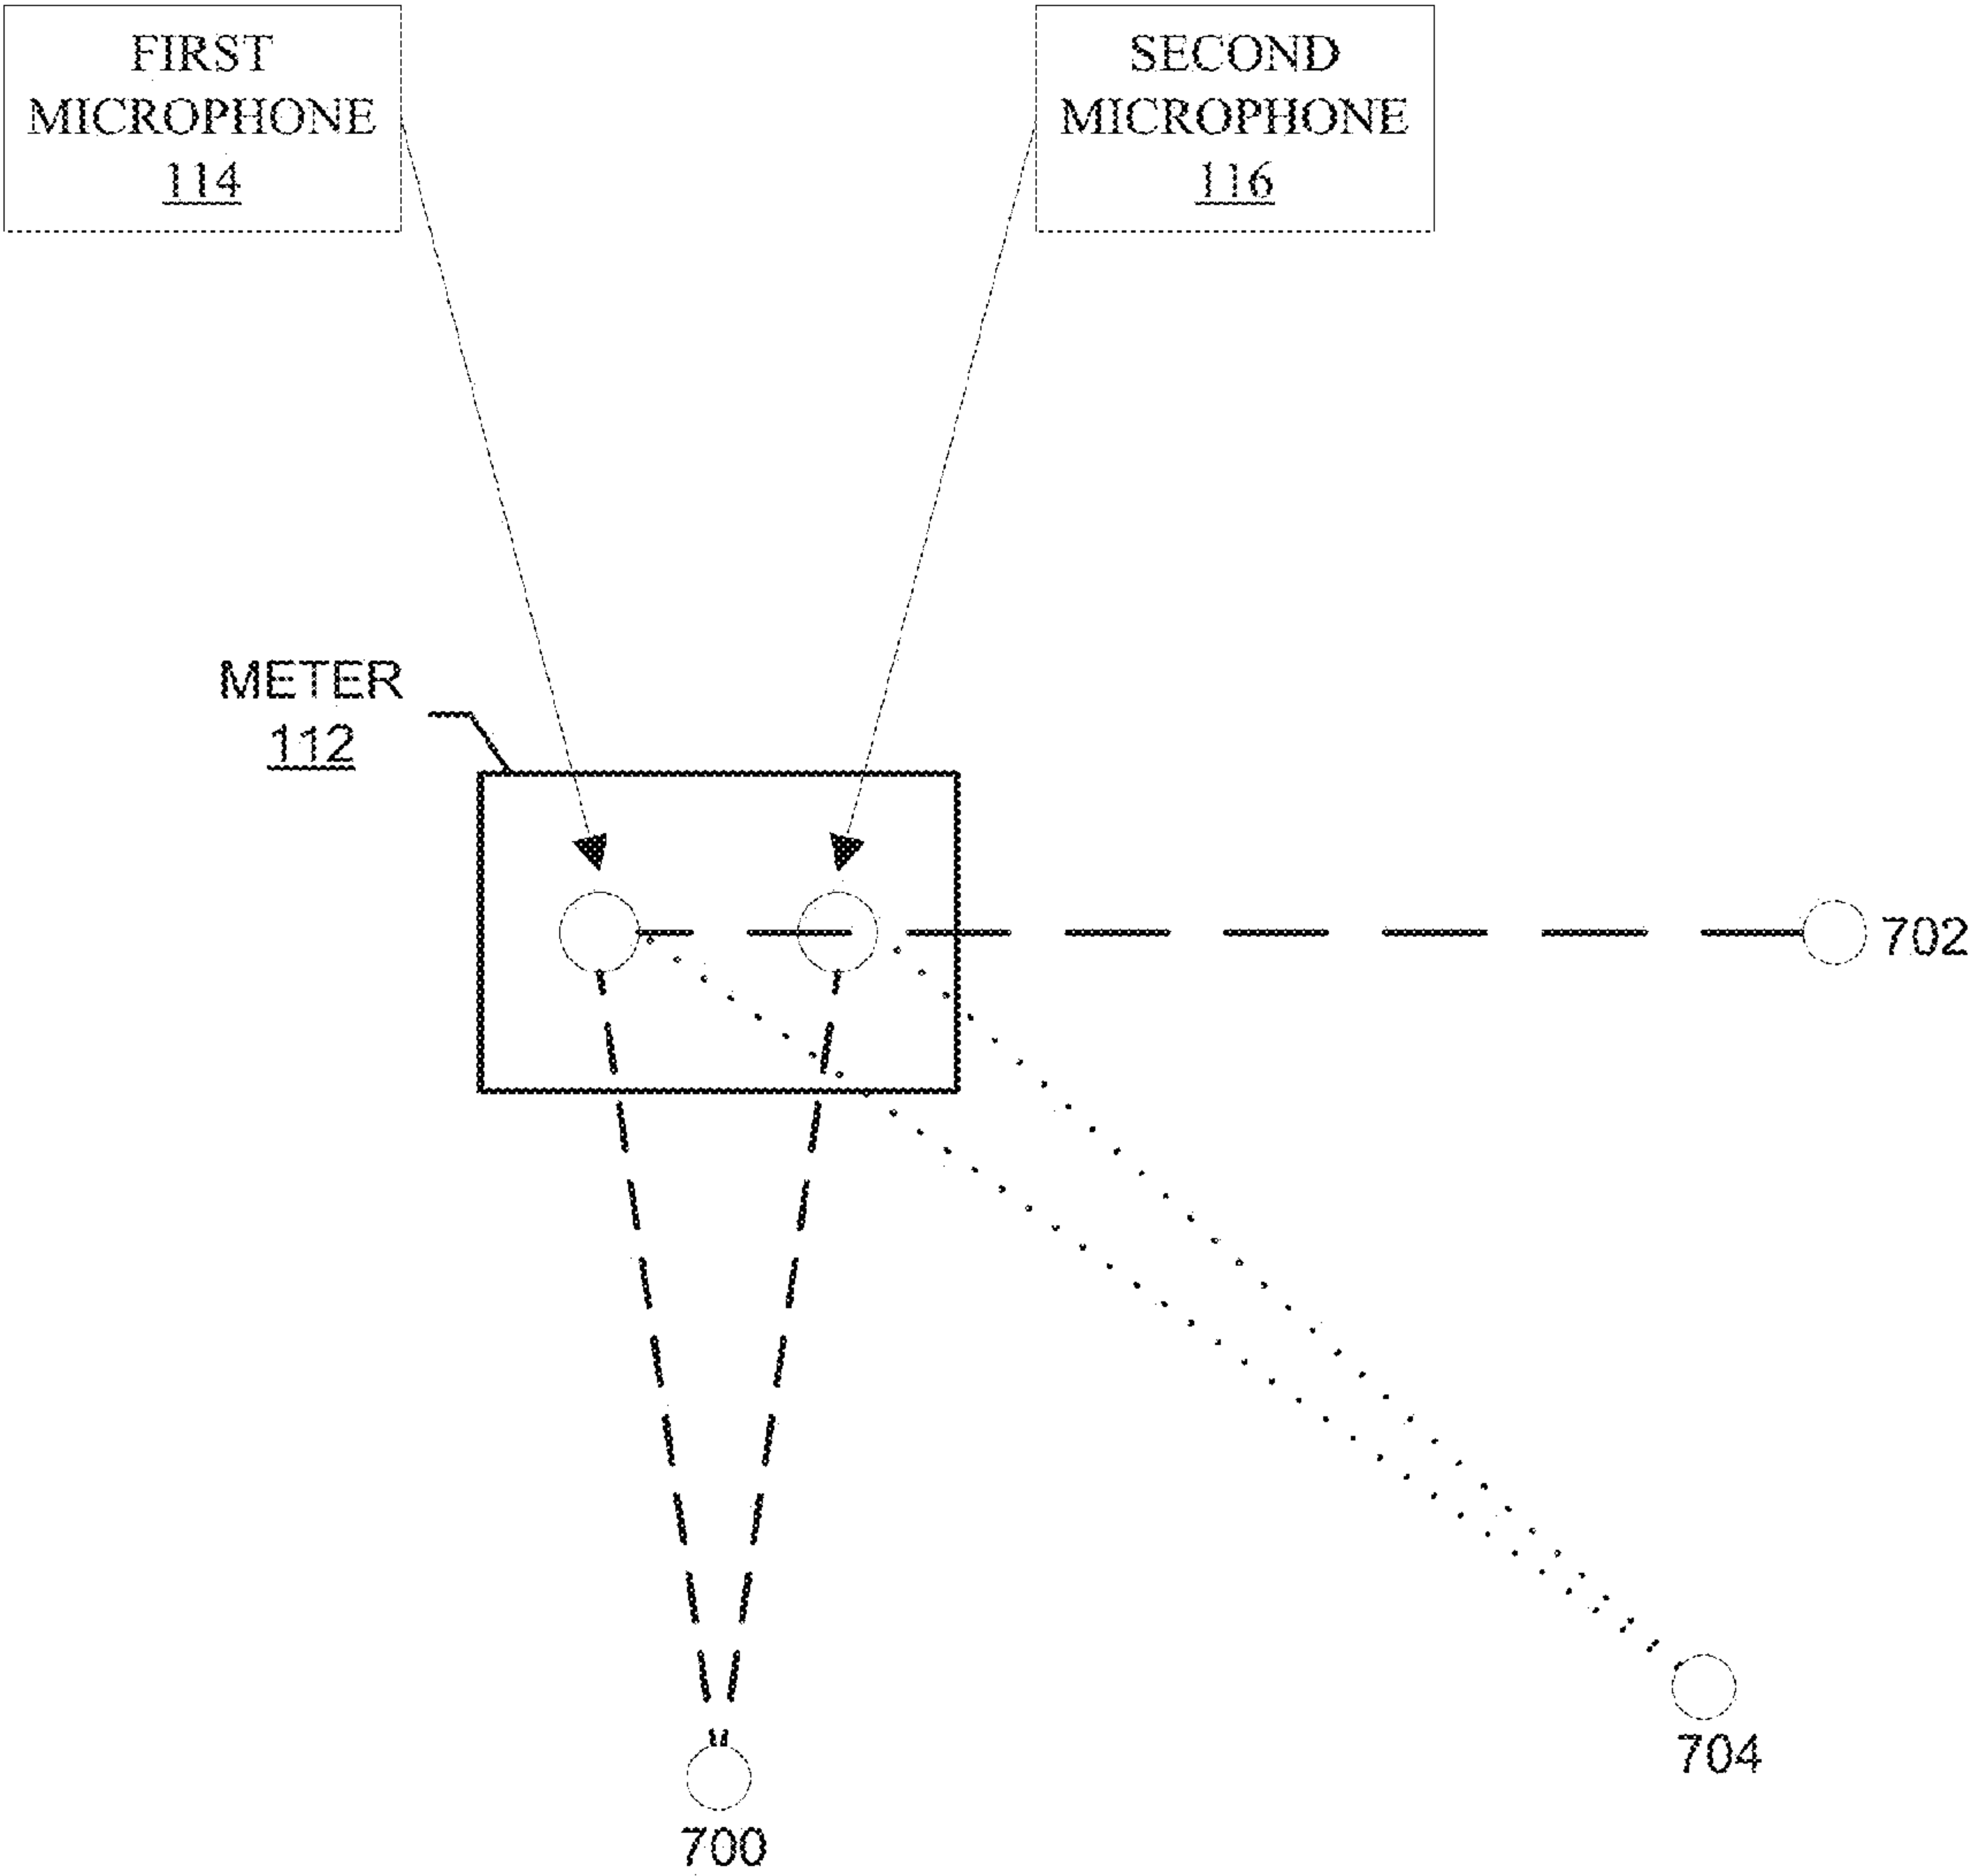 FIRST
MICROPHONE
114
SECOND
MICROPHONE
116
METER
112
702
704
700